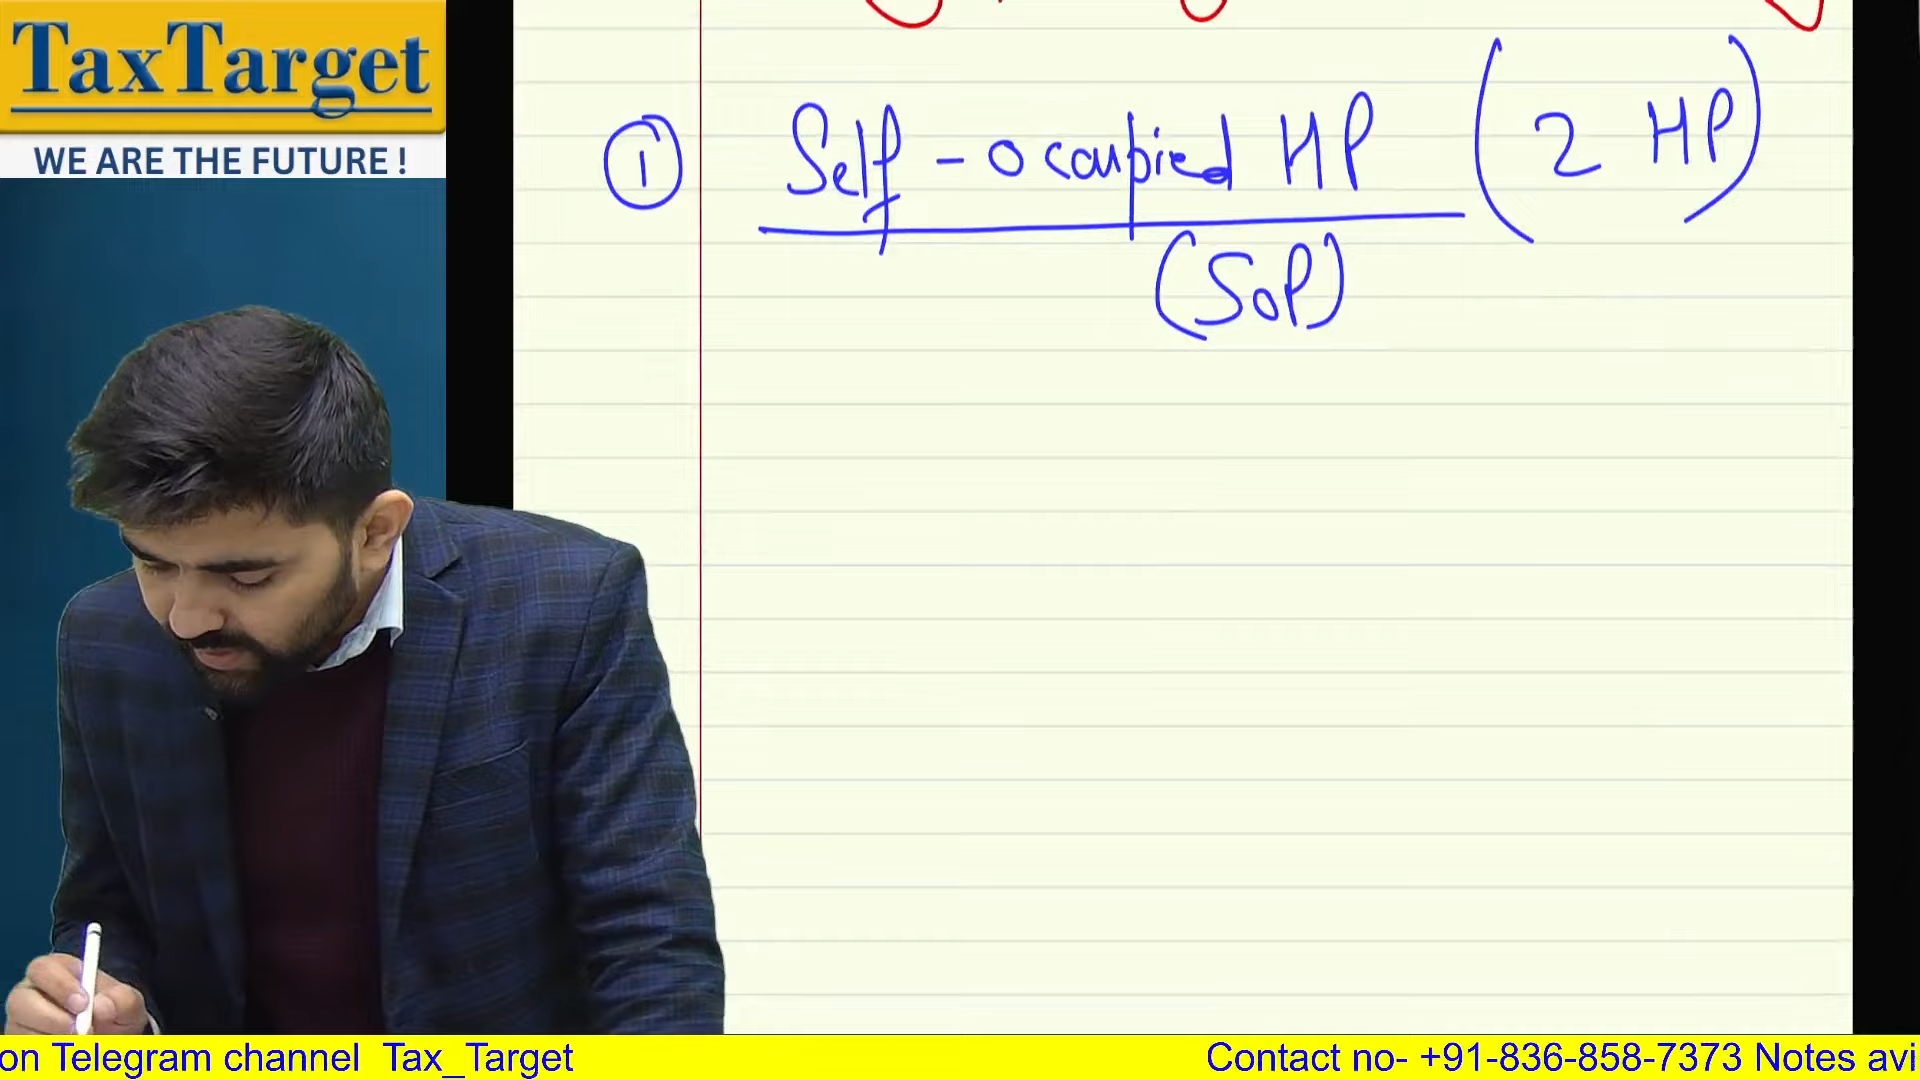 TaxTarget
WE ARE THE FUTURE !
① Self - occupied HP (2 HP)
(SOP)
on Telegram channel Tax_Target
Contact no- +91-836-858-7373 Notes avi